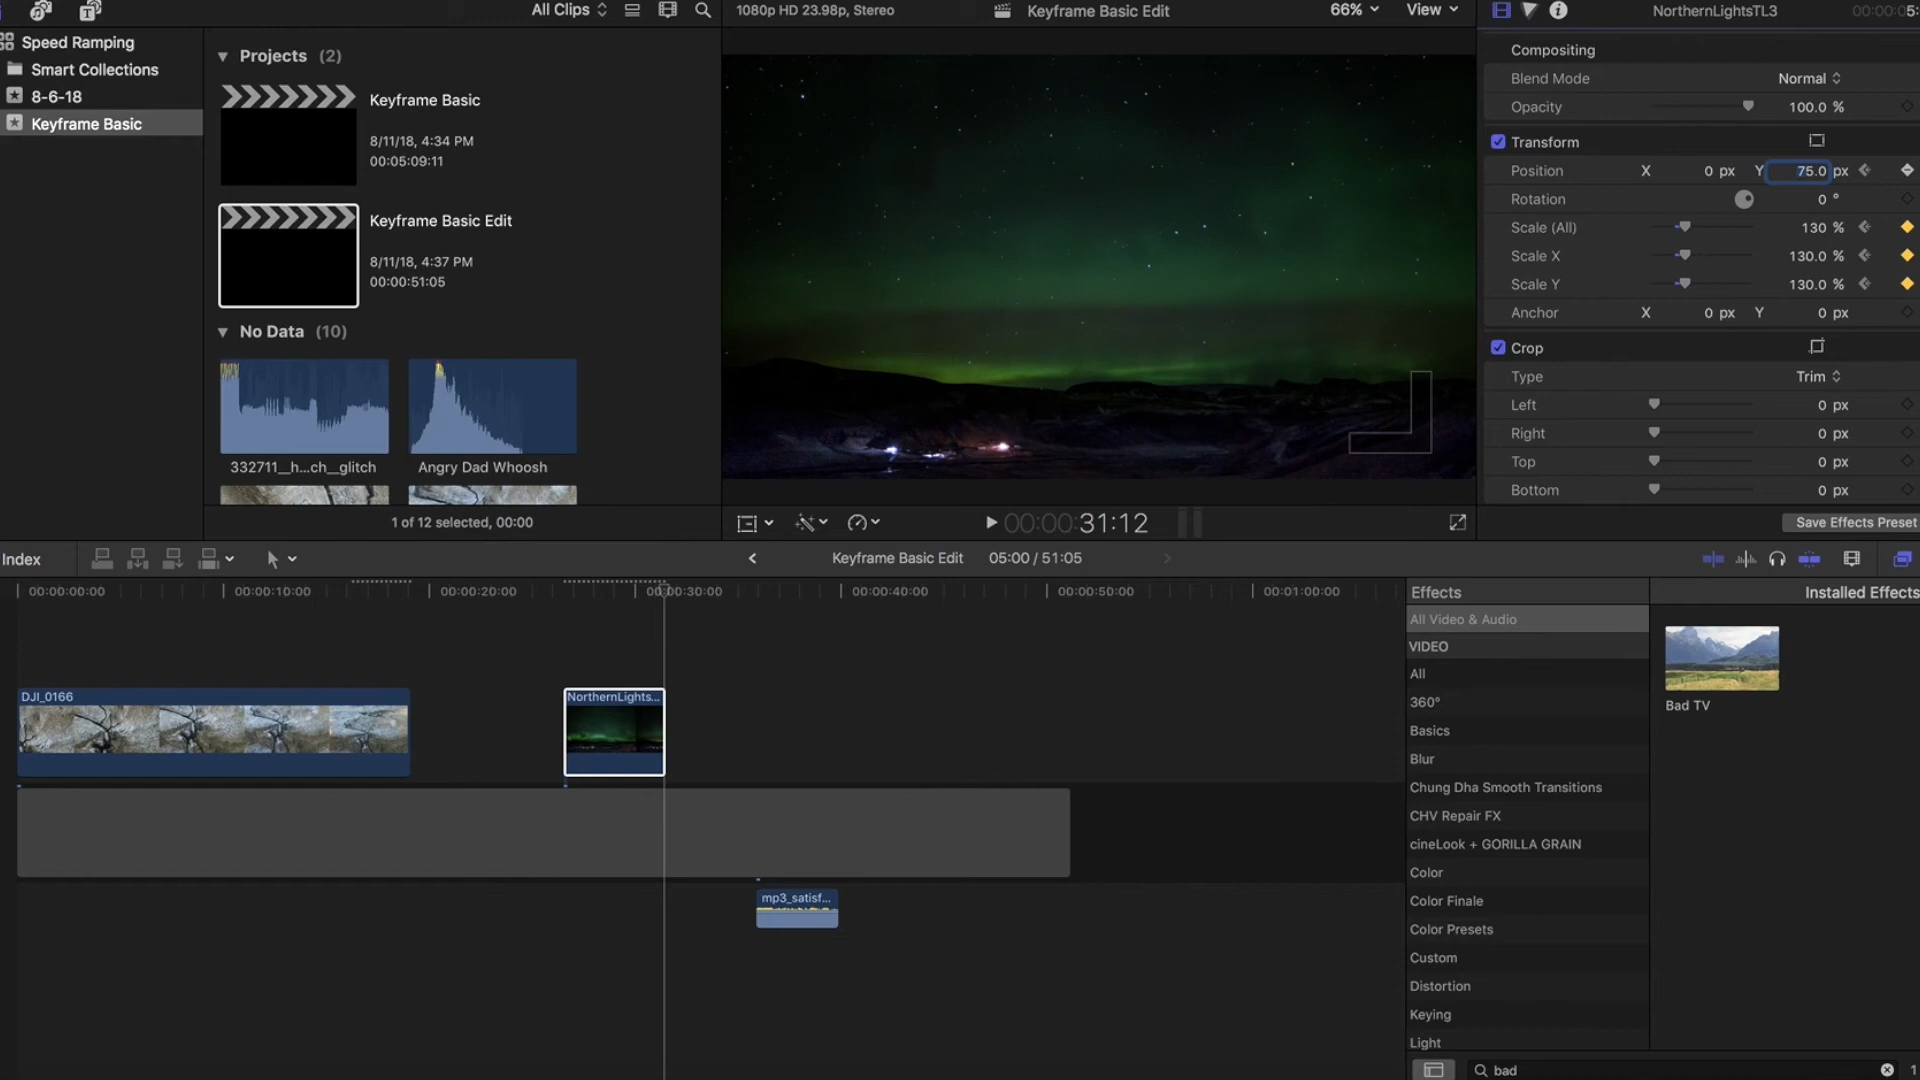 All Clips
1080p HD 23.98p, Stereo
Keyframe Basic Edit
66%
View
NorthernLightsTL3
00:00:05:
Speed Ramping
Smart Collections
8-6-18
Keyframe Basic
Projects (2)
Keyframe Basic
8/11/18, 4:34 PM
00:05:09:11
Keyframe Basic Edit
8/11/18, 4:37 PM
00:00:51:05
No Data (10)
332711__h...ch__glitch
Angry Dad Whoosh
1 of 12 selected, 00:00
00:00:31:12
Compositing
Blend Mode Normal
Opacity 100.0 %
Transform
Position X 0 px Y 75.0 px
Rotation 0 °
Scale (All) 130 %
Scale X 130.0 %
Scale Y 130.0 %
Anchor X 0 px Y 0 px
Crop
Type Trim
Left 0 px
Right 0 px
Top 0 px
Bottom 0 px
Save Effects Preset
Index
Keyframe Basic Edit
05:00 / 51:05
00:00:00:00
00:00:10:00
00:00:20:00
00:00:30:00
00:00:40:00
00:00:50:00
00:01:00:00
DJI_0166
NorthernLights...
mp3_satisf...
Effects
Installed Effects
All Video & Audio
VIDEO
All
360°
Basics
Blur
Chung Dha Smooth Transitions
CHV Repair FX
cineLook + GORILLA GRAIN
Color
Color Finale
Color Presets
Custom
Distortion
Keying
Light
Bad TV
bad
1